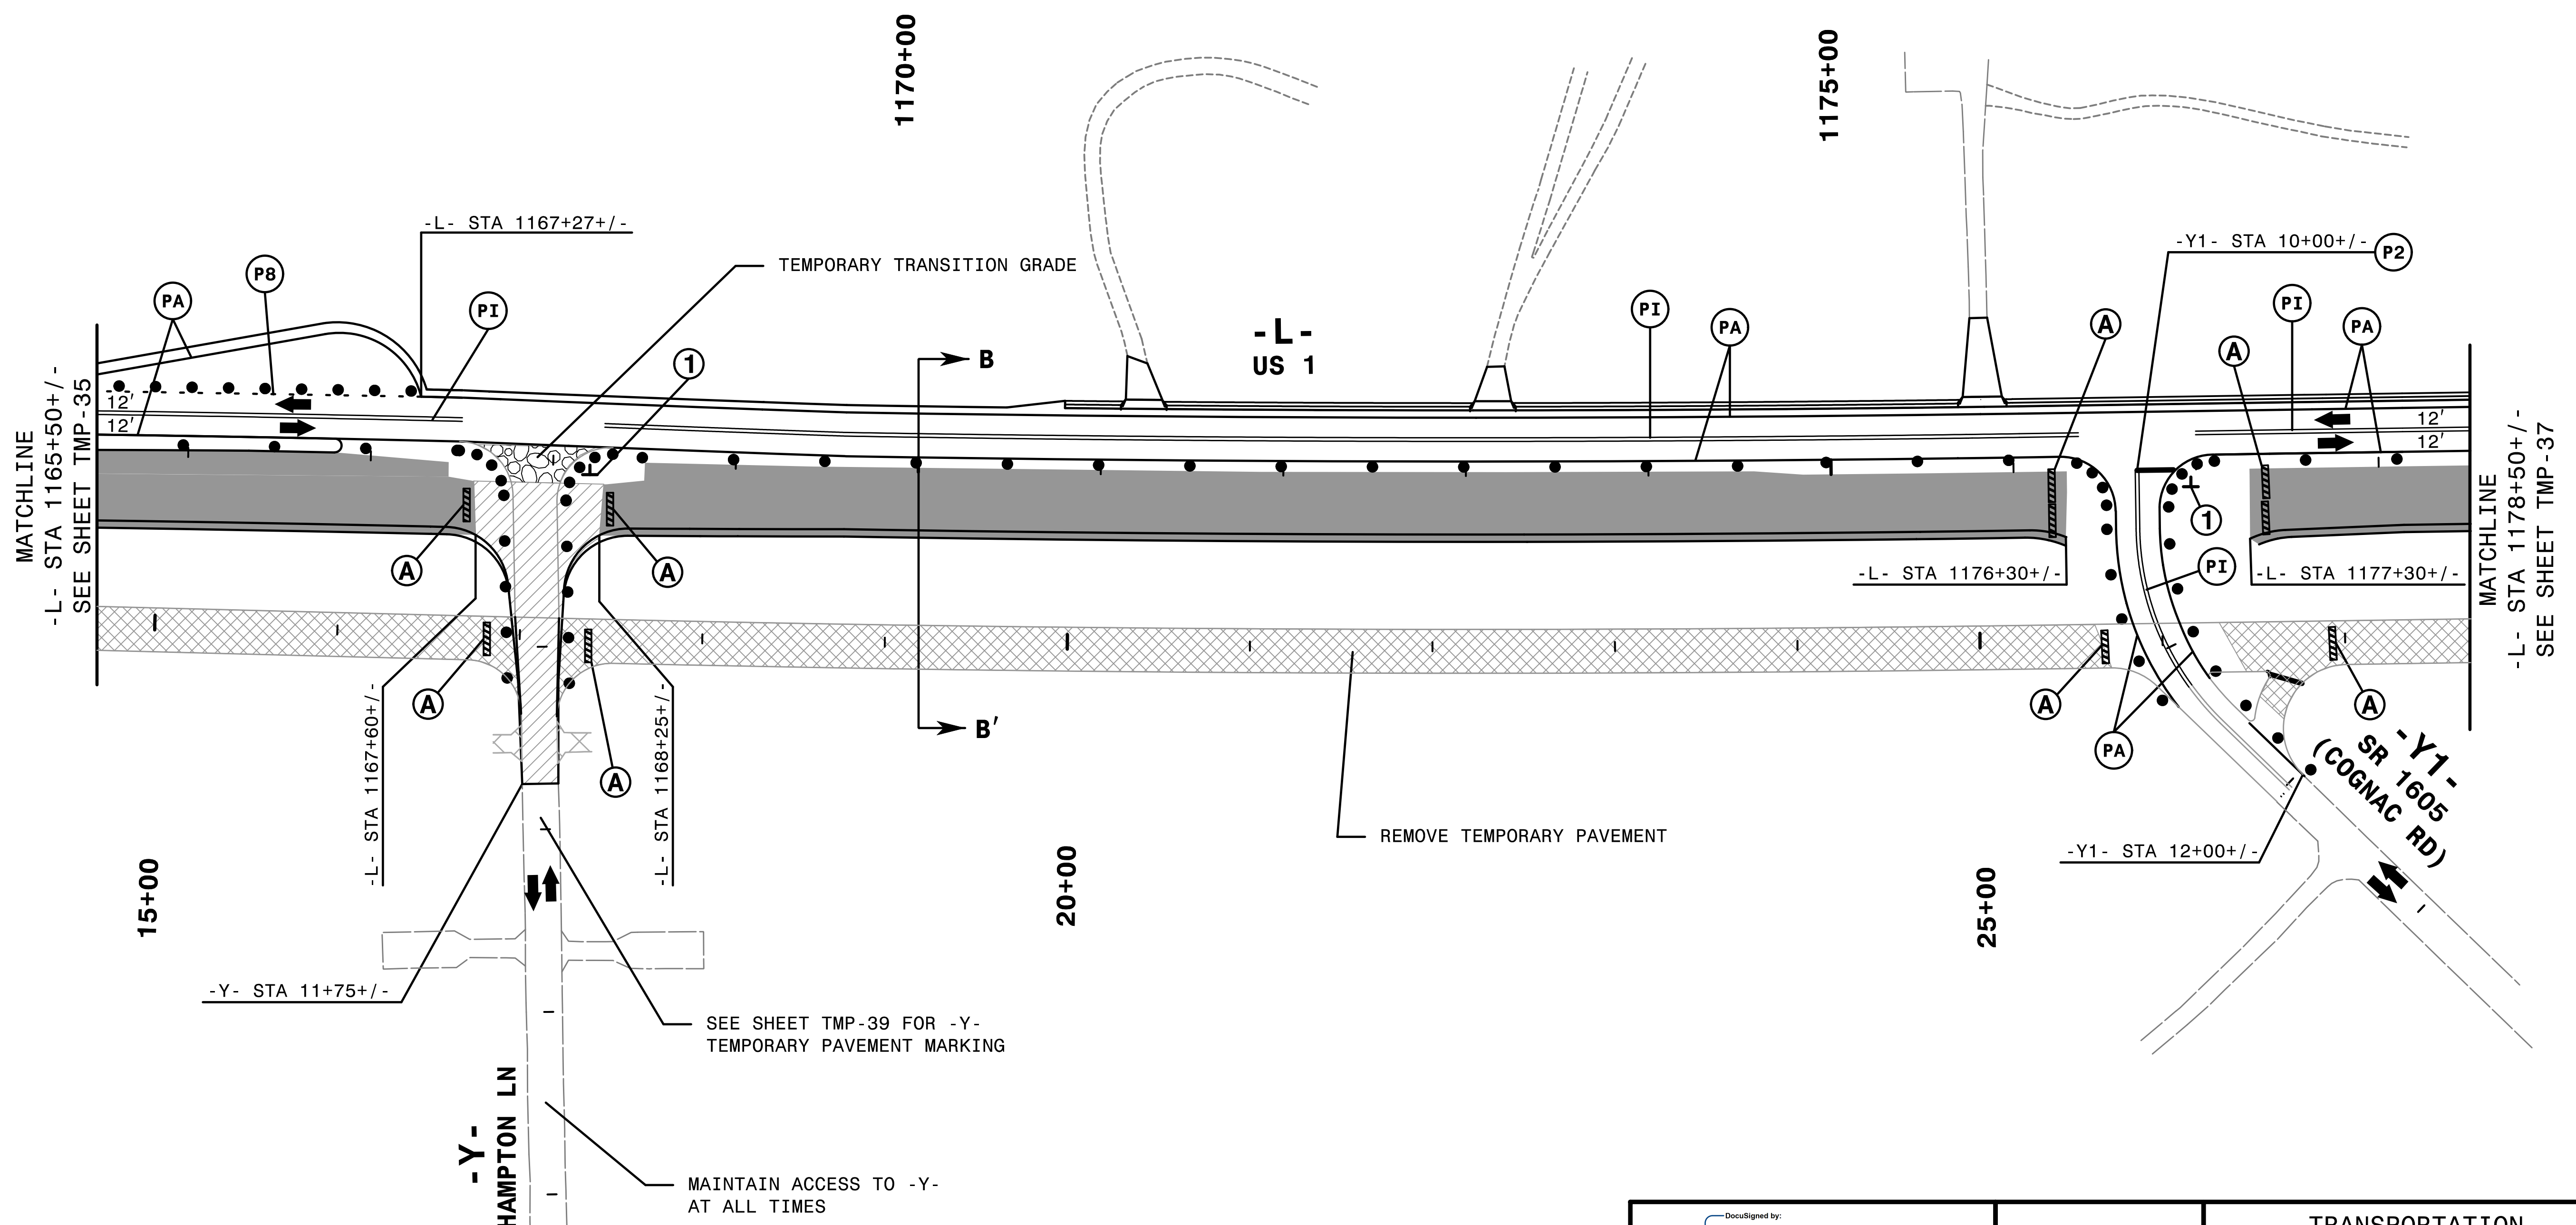 1170+00
1175+00
-L- STA 1167+27+/-
TEMPORARY TRANSITION GRADE
-Y1- STA 10+00+/-
P2
PA
P8
PI
1
B
-L-
US 1
PI
PA
A
A
PI
PA
12'
12'
12'
12'
MATCHLINE
-L- STA 1165+50+/-
SEE SHEET TMP-35
MATCHLINE
-L- STA 1178+50+/-
SEE SHEET TMP-37
A
A
1
PI
-L- STA 1176+30+/-
-L- STA 1177+30+/-
A
A
B'
A
A
PA
-L- STA 1167+60+/-
-L- STA 1168+25+/-
REMOVE TEMPORARY PAVEMENT
-Y1-
SR 1605
(COGNAC RD)
-Y1- STA 12+00+/-
15+00
20+00
25+00
-Y- STA 11+75+/-
SEE SHEET TMP-39 FOR -Y-
TEMPORARY PAVEMENT MARKING
-Y-
HAMPTON LN
MAINTAIN ACCESS TO -Y-
AT ALL TIMES
DocuSigned by:
TRANSPORTATION